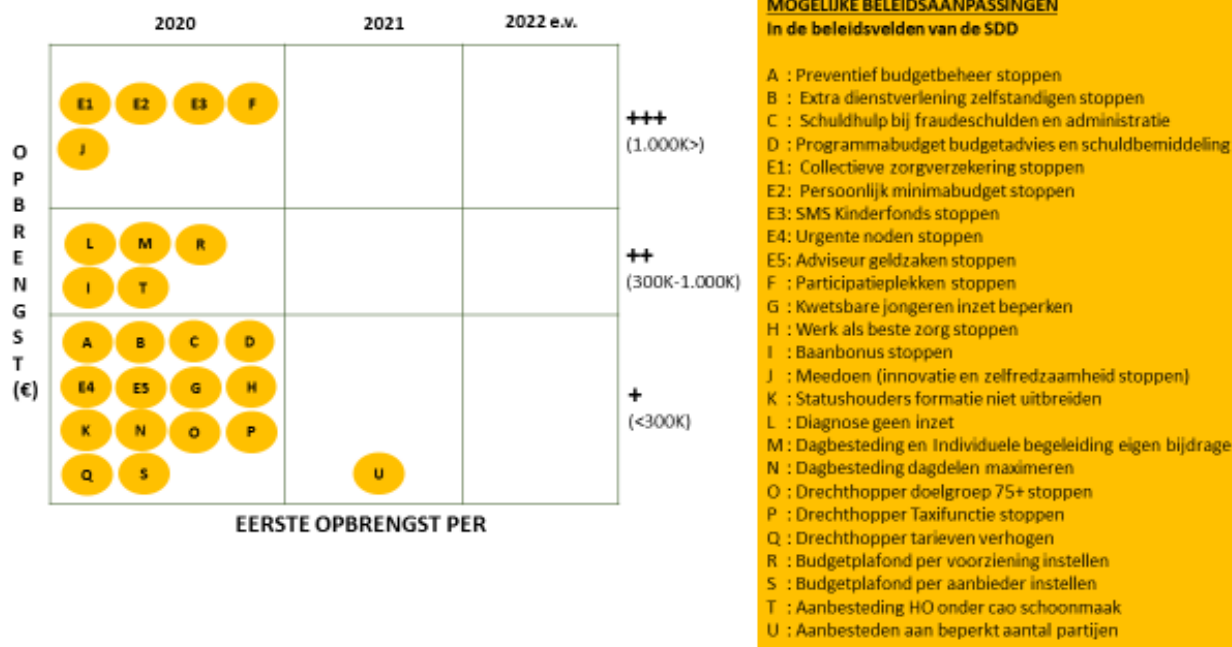 2020 2021 2022 e.v.
E1 E2 E3 F
J
+++
(1.000K>)
L M R
I T
++
(300K-1.000K)
A B C D
E4 E5 G H
K N O P
Q S U
+
(<300K)
OPBRENGST (€)
EERSTE OPBRENGST PER
MOGELIJKE BELEIDSAANPASSINGEN
In de beleidsvelden van de SDD
A : Preventief budgetbeheer stoppen
B : Extra dienstverlening zelfstandigen stoppen
C : Schuldhulp bij fraudeschulden en administratie
D : Programmabudget budgetadvies en schuldbemiddeling
E1: Collectieve zorgverzekering stoppen
E2: Persoonlijk minimabudget stoppen
E3: SMS Kinderfonds stoppen
E4: Urgente noden stoppen
E5: Adviseur geldzaken stoppen
F : Participatieplekken stoppen
G : Kwetsbare jongeren inzet beperken
H : Werk als beste zorg stoppen
I : Baanbonus stoppen
J : Meedoen (innovatie en zelfredzaamheid stoppen)
K : Statushouders formatie niet uitbreiden
L : Diagnose geen inzet
M : Dagbesteding en Individuele begeleiding eigen bijdrage
N : Dagbesteding dagdelen maximeren
O : Drechthopper doelgroep 75+ stoppen
P : Drechthopper Taxifunctie stoppen
Q : Drechthopper tarieven verhogen
R : Budgetplafond per voorziening instellen
S : Budgetplafond per aanbieder instellen
T : Aanbesteding HO onder cao schoonmaak
U : Aanbesteden aan beperkt aantal partijen